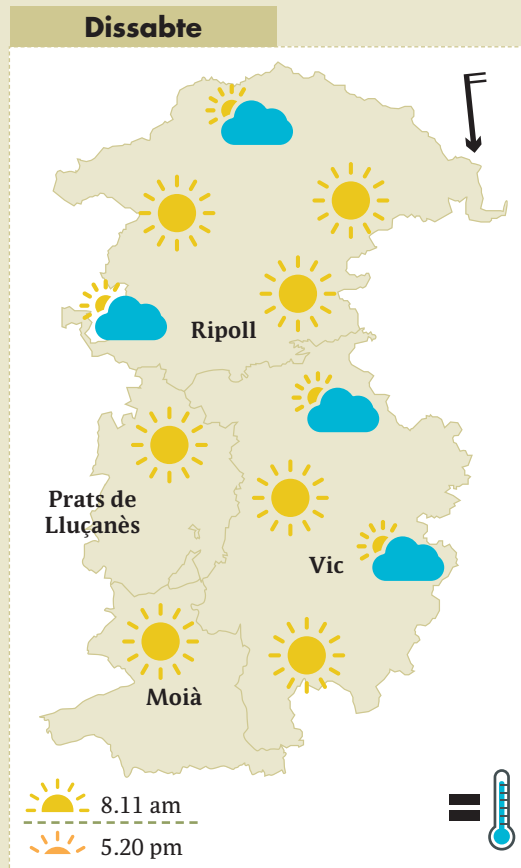 Dissabte
Ripoll
Prats de
Lluçanès
Vic
Moià
8.11 am
5.20 pm